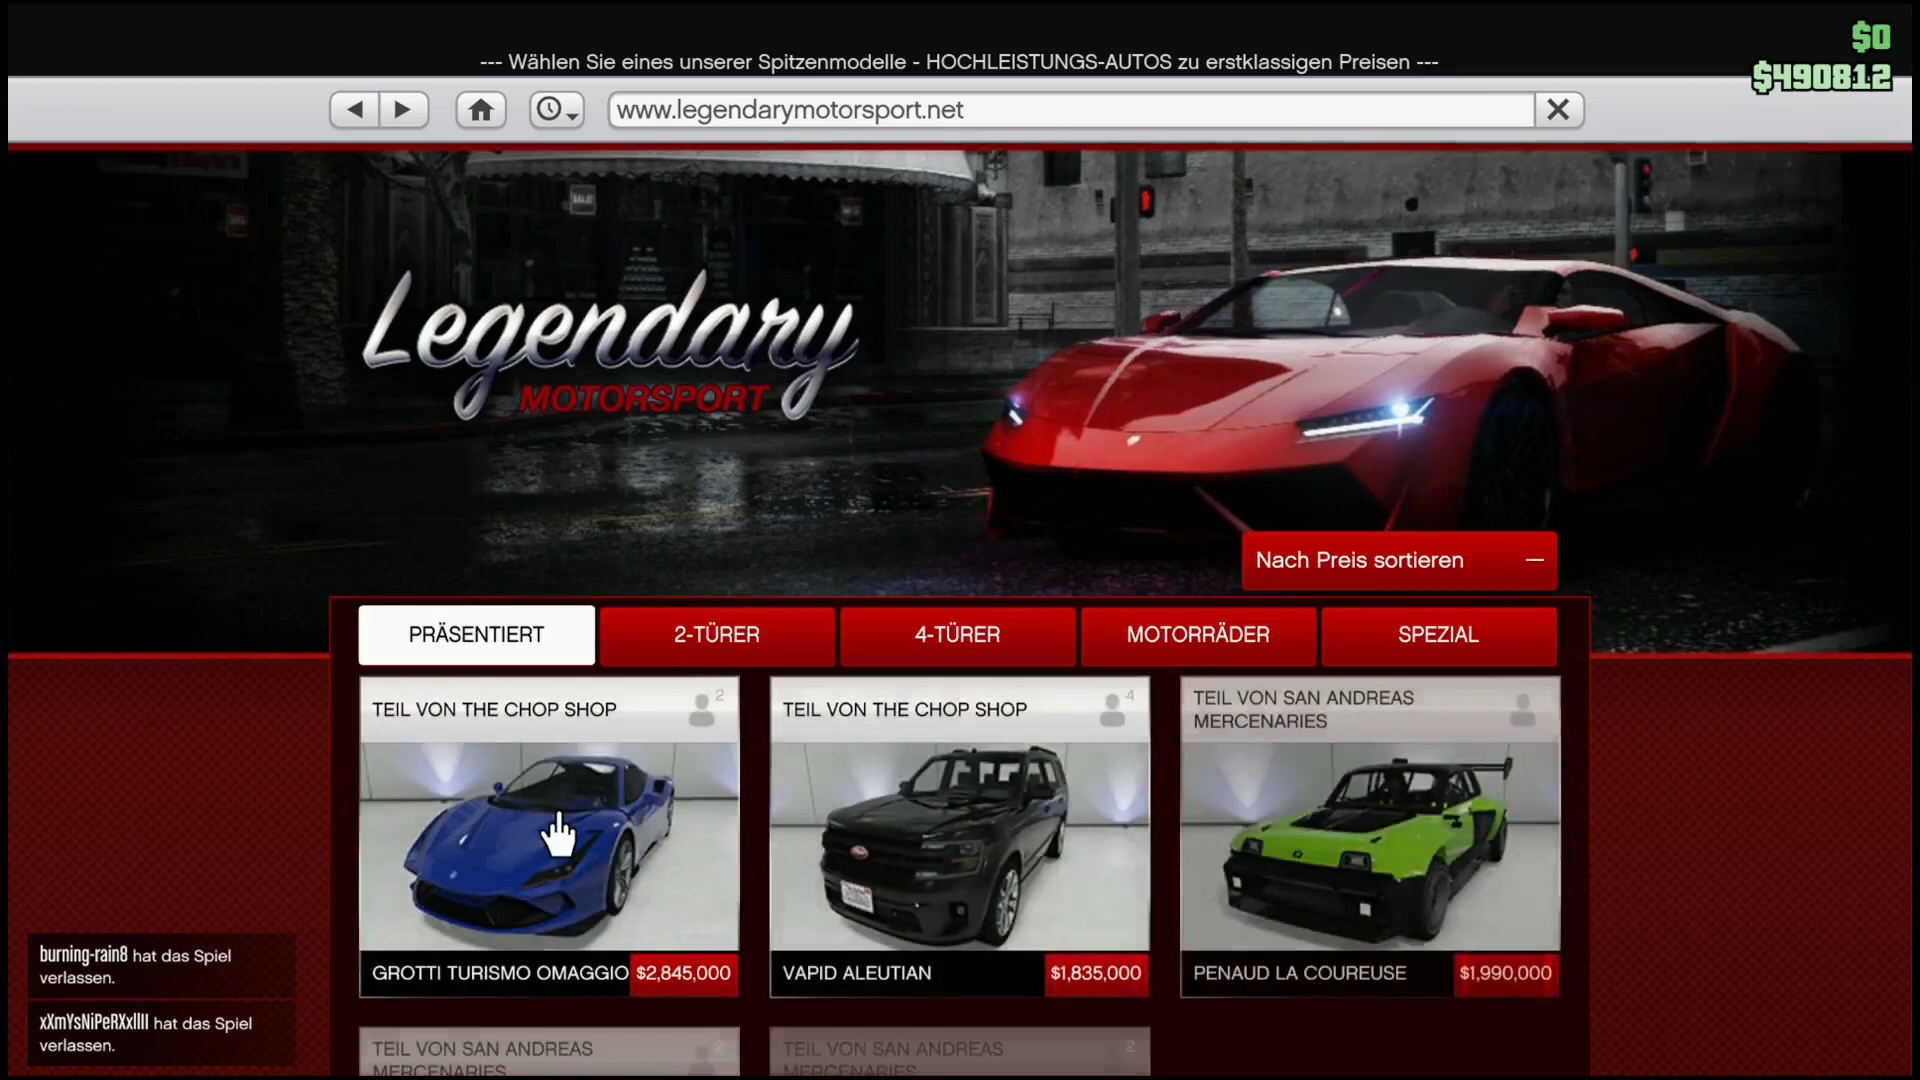 $0
$490812
--- Wählen Sie eines unserer Spitzenmodelle - HOCHLEISTUNGS-AUTOS zu erstklassigen Preisen ---
www.legendarymotorsport.net
Legendary
MOTORSPORT
Nach Preis sortieren
PRÄSENTIERT
2-TÜRER
4-TÜRER
MOTORRÄDER
SPEZIAL
TEIL VON THE CHOP SHOP
2
TEIL VON THE CHOP SHOP
4
TEIL VON SAN ANDREAS
MERCENARIES
GROTTI TURISMO OMAGGIO
$2,845,000
VAPID ALEUTIAN
$1,835,000
PENAUD LA COUREUSE
$1,990,000
burning-rain8 hat das Spiel
verlassen.
TEIL VON SAN ANDREAS
MERCENARIES
2
TEIL VON SAN ANDREAS
MERCENARIES
2
hat das Spiel
verlassen.